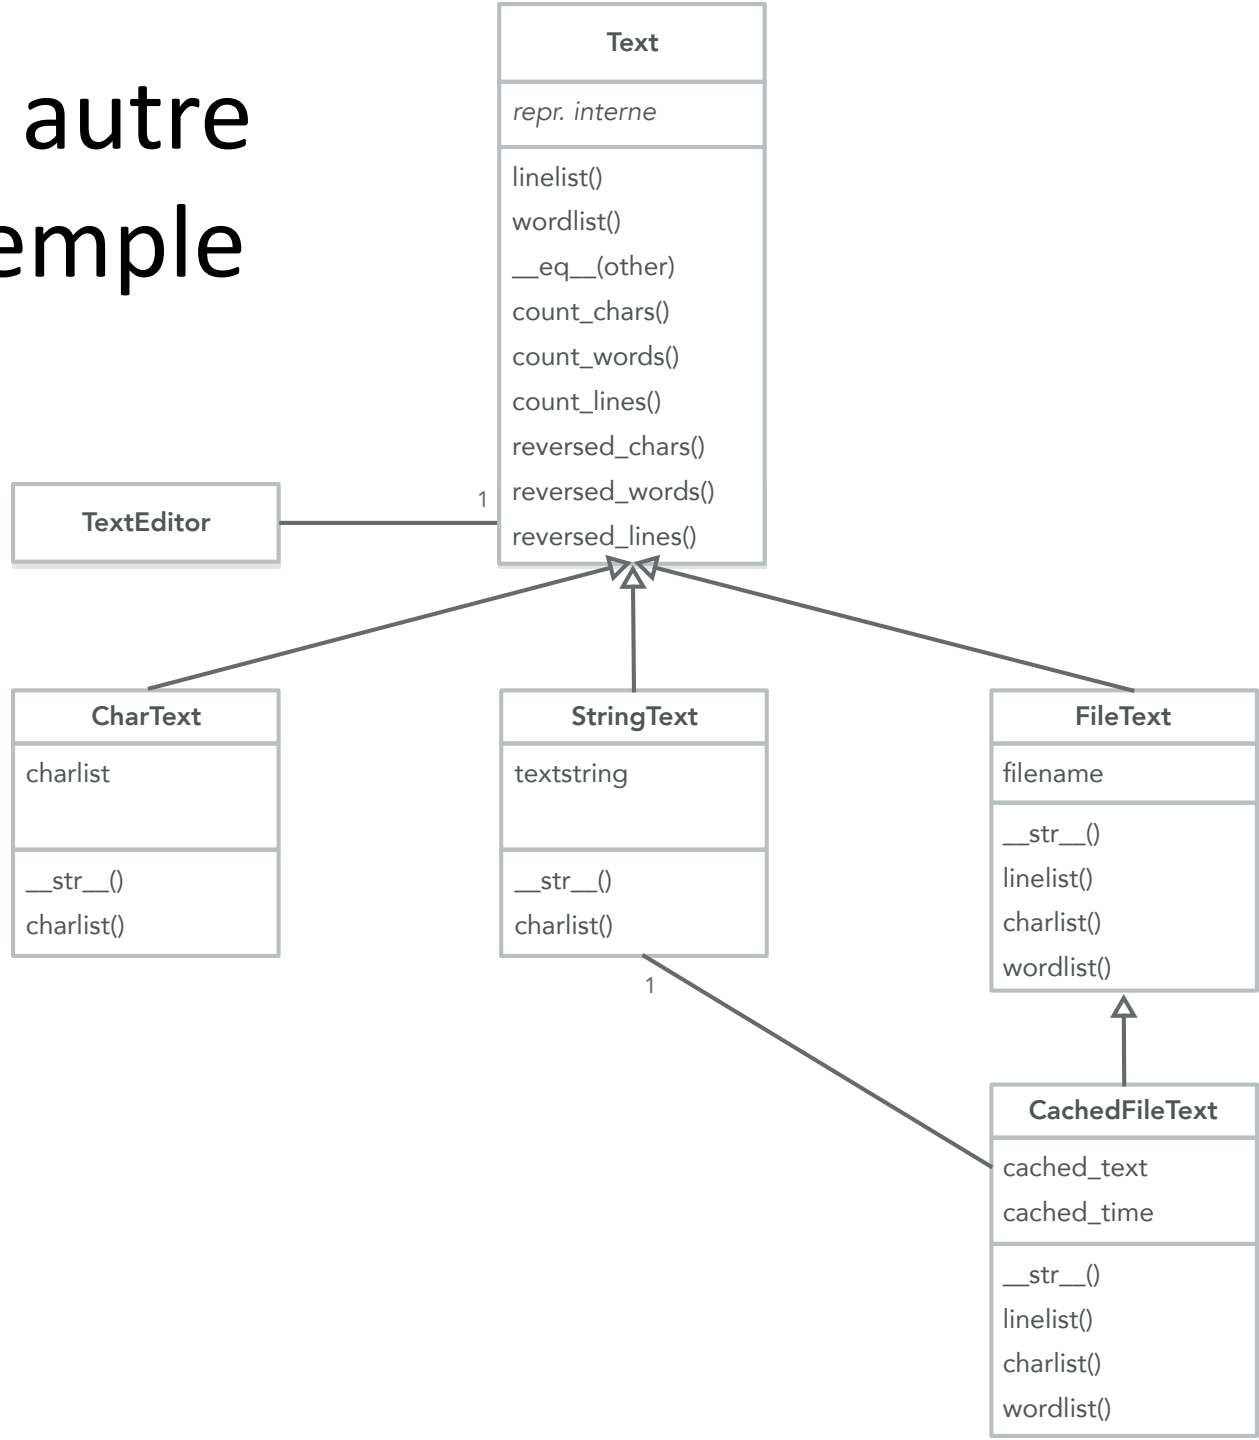 autre
emple
Text
repr. interne
linelist()
wordlist()
__eq__(other)
count_chars()
count_words()
count_lines()
reversed_chars()
reversed_words()
reversed_lines()
TextEditor
1
CharText
charlist
__str__()
charlist()
StringText
textstring
__str__()
charlist()
1
FileText
filename
__str__()
linelist()
charlist()
wordlist()
CachedFileText
cached_text
cached_time
__str__()
linelist()
charlist()
wordlist()